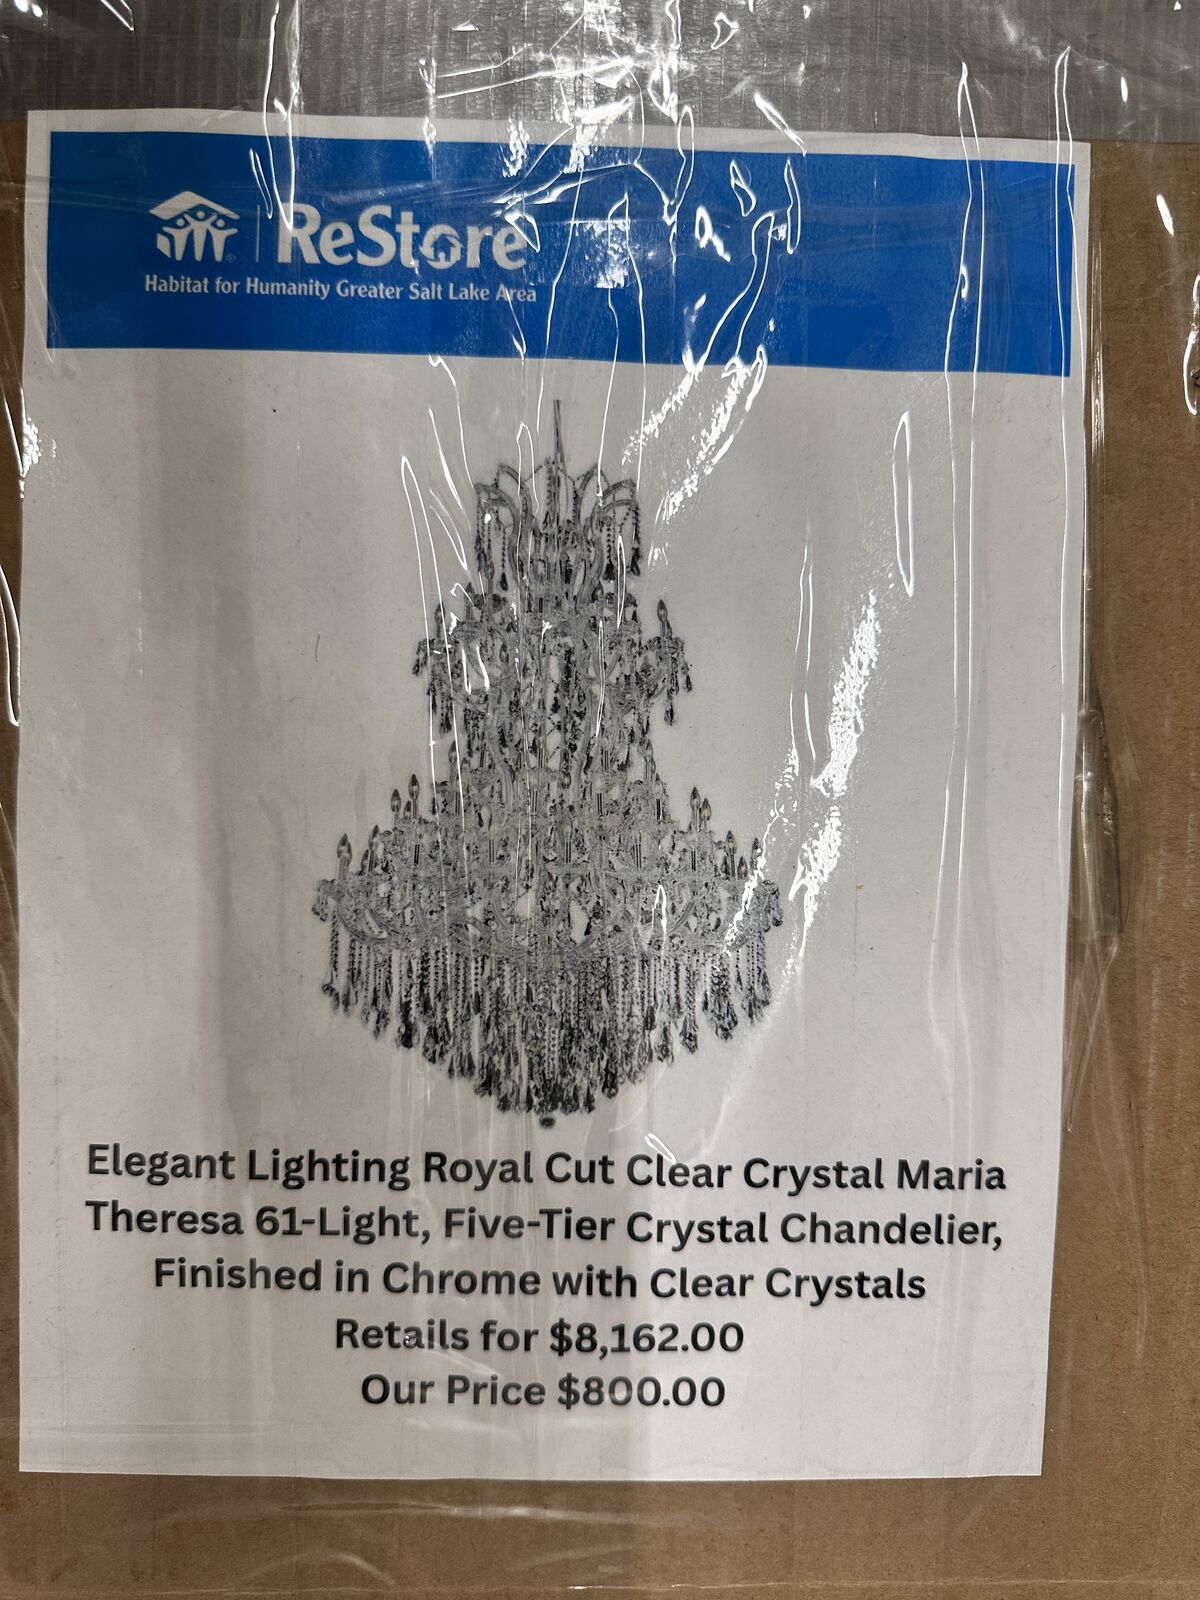 ReStore
Habitat for Humanity Greater Salt Lake Area
Elegant Lighting Royal Cut Clear Crystal Maria
Theresa 61-Light, Five-Tier Crystal Chandelier,
Finished in Chrome with Clear Crystals
Retails for $8,162.00
Our Price $800.00